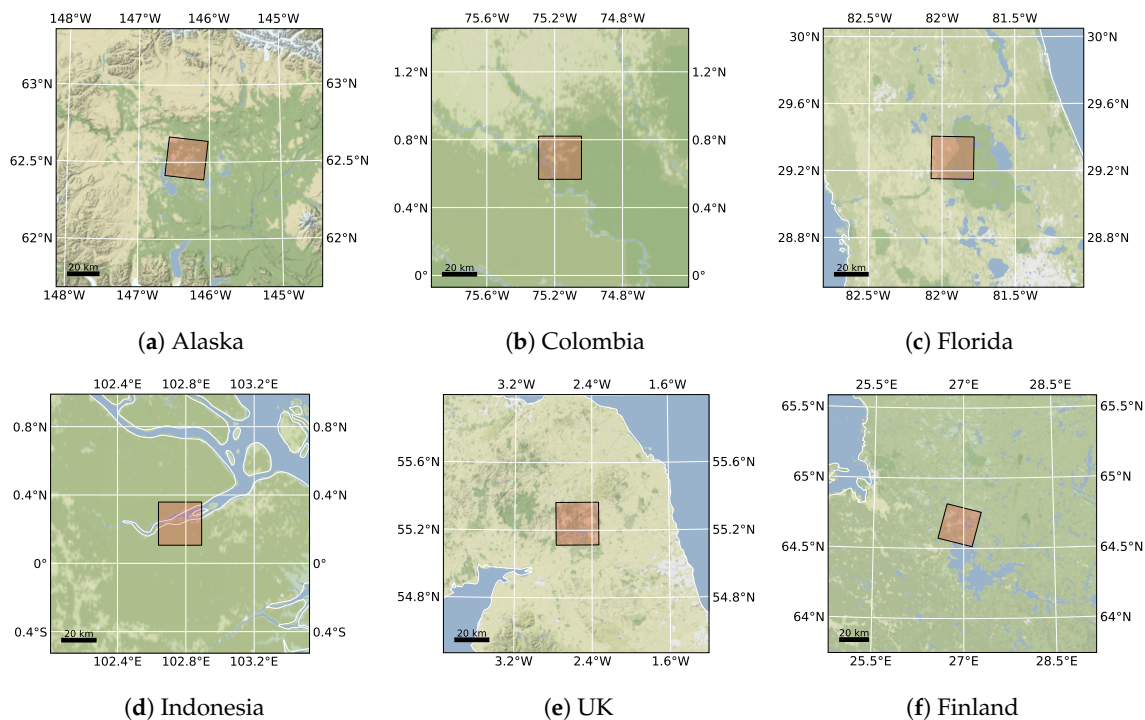 148°W 147°W 146°W 145°W
63°N 63°N
62.5°N 62.5°N
62°N 62°N
20 km
148°W 147°W 146°W 145°W
(a) Alaska
75.6°W 75.2°W 74.8°W
1.2°N 1.2°N
0.8°N 0.8°N
0.4°N 0.4°N
0° 0°
20 km
75.6°W 75.2°W 74.8°W
(b) Colombia
82.5°W 82°W 81.5°W
30°N 30°N
29.6°N 29.6°N
29.2°N 29.2°N
28.8°N 28.8°N
20 km
82.5°W 82°W 81.5°W
(c) Florida
102.4°E 102.8°E 103.2°E
0.8°N 0.8°N
0.4°N 0.4°N
0° 0°
0.4°S 0.4°S
20 km
102.4°E 102.8°E 103.2°E
(d) Indonesia
3.2°W 2.4°W 1.6°W
55.6°N 55.6°N
55.2°N 55.2°N
54.8°N 54.8°N
20 km
3.2°W 2.4°W 1.6°W
(e) UK
25.5°E 27°E 28.5°E
65.5°N 65.5°N
65°N 65°N
64.5°N 64.5°N
64°N 64°N
20 km
25.5°E 27°E 28.5°E
(f) Finland